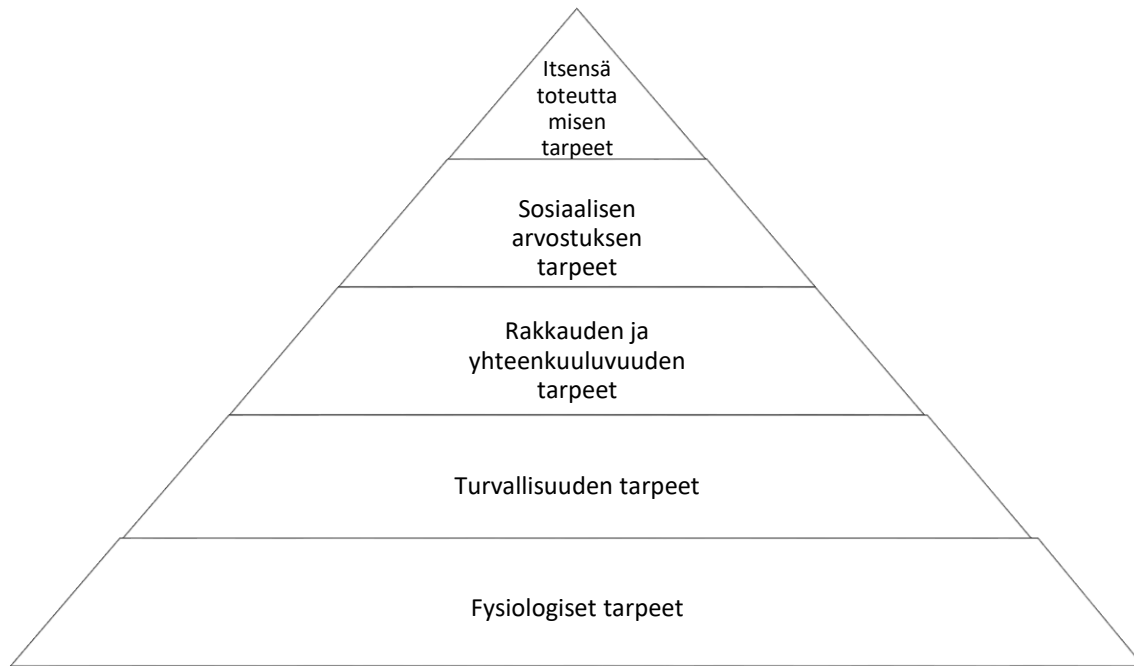 Itsensä
toteutta
misen
tarpeet
Sosiaalisen
arvostuksen
tarpeet
Rakkauden ja
yhteenkuuluvuuden
tarpeet
Turvallisuuden tarpeet
Fysiologiset tarpeet